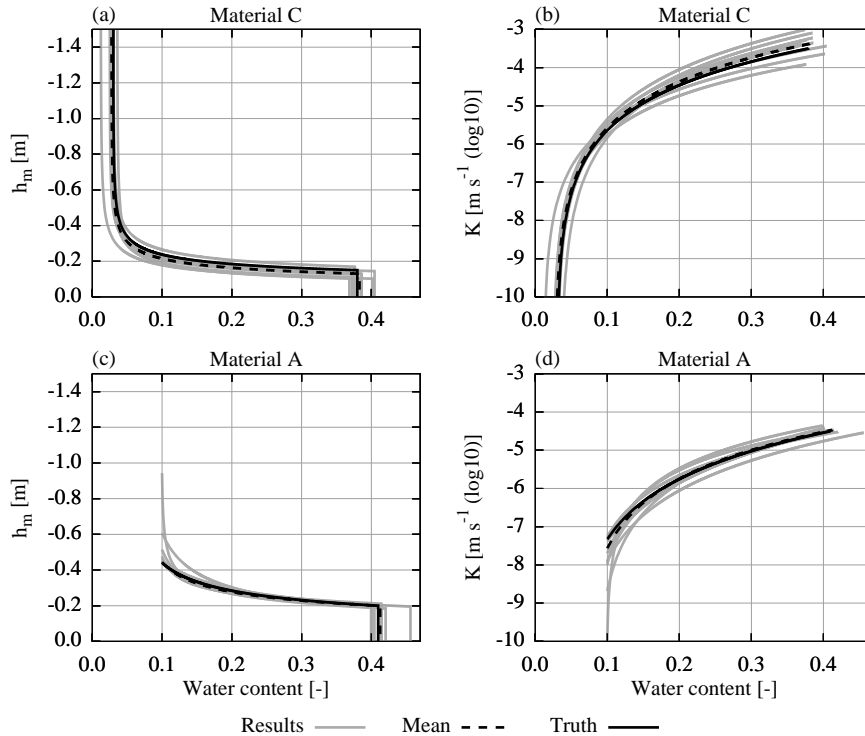 (a) Material C
(b) Material C
-1.4
-1.2
-1.0
-0.8
-0.6
-0.4
-0.2
0.0
h_m [m]
0.0 0.1 0.2 0.3 0.4
-3
-4
-5
-6
-7
-8
-9
-10
K [m s⁻¹ (log10)]
0.0 0.1 0.2 0.3 0.4
(c) Material A
(d) Material A
-1.4
-1.2
-1.0
-0.8
-0.6
-0.4
-0.2
0.0
h_m [m]
0.0 0.1 0.2 0.3 0.4
Water content [-]
-3
-4
-5
-6
-7
-8
-9
-10
K [m s⁻¹ (log10)]
0.0 0.1 0.2 0.3 0.4
Water content [-]
Results Mean Truth